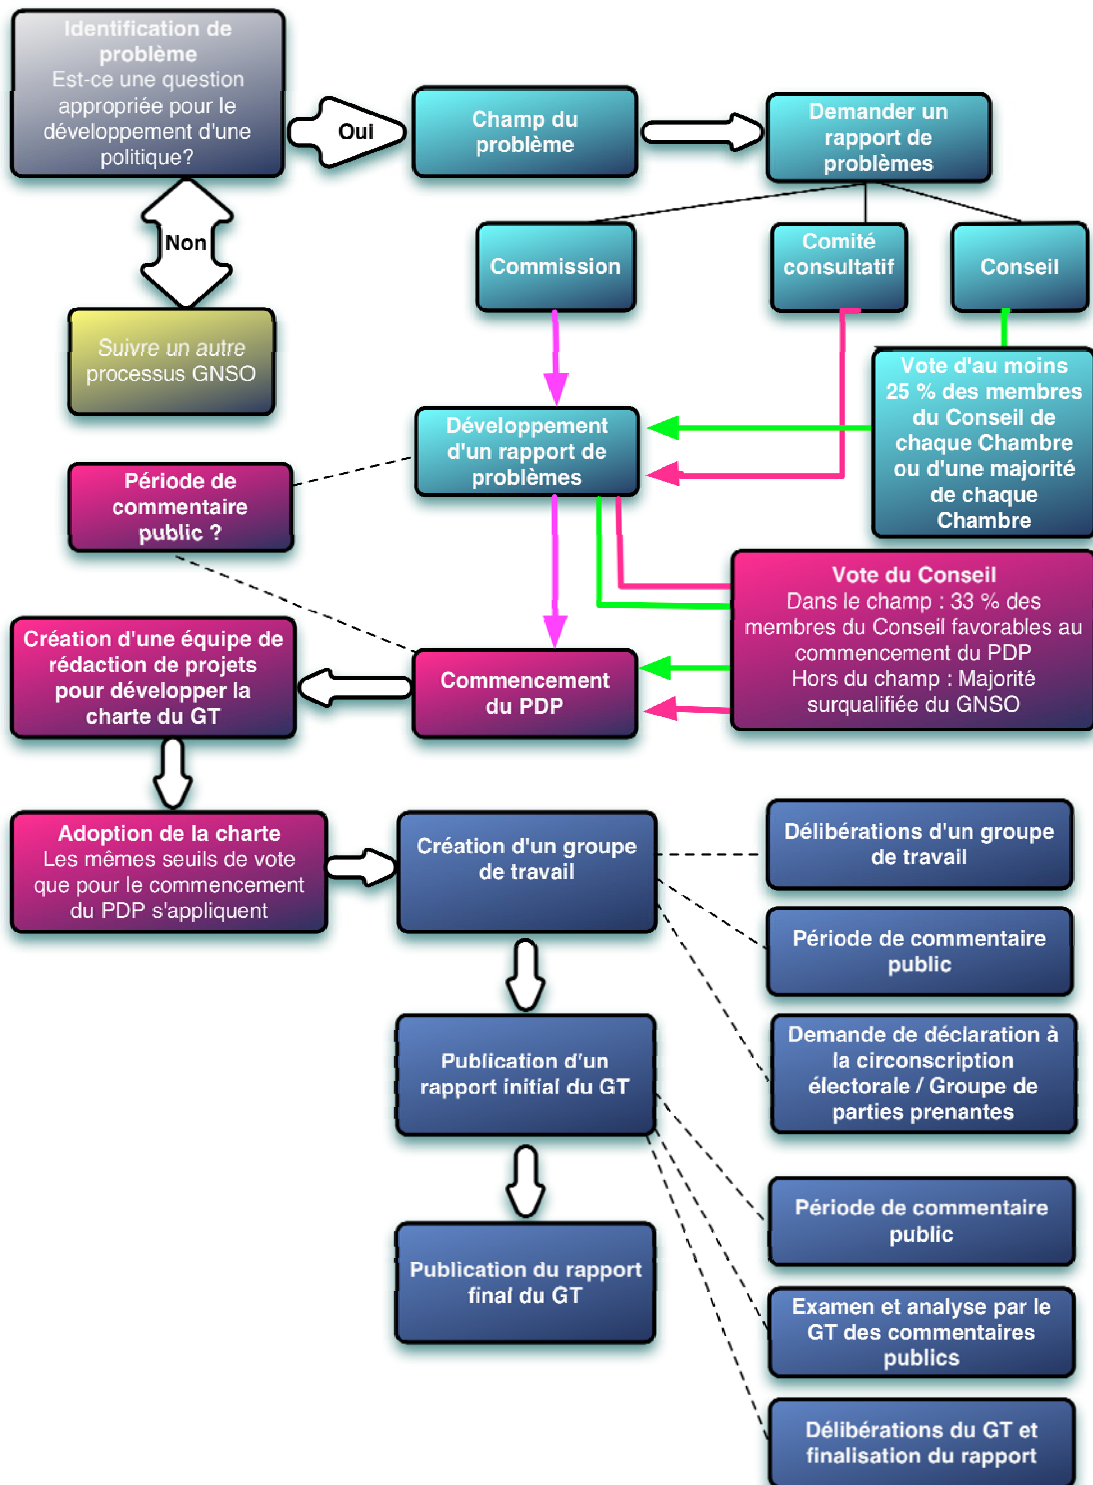 Identification de
problème
Est-ce une question
appropriée pour le
développement d'une
politique?
Oui
Champ du
problème
Demander un
rapport de
problèmes
Non
Suivre un autre
processus GNSO
Commission
Comité
consultatif
Conseil
Vote d'au moins
25 % des membres
du Conseil de
chaque Chambre
ou d'une majorité
de chaque
Chambre
Développement
d'un rapport de
problèmes
Période de
commentaire
public ?
Vote du Conseil
Dans le champ : 33 % des
membres du Conseil favorables au
commencement du PDP
Hors du champ : Majorité
surqualifiée du GNSO
Commencement
du PDP
Création d'une équipe de
rédaction de projets
pour développer la
charte du GT
Adoption de la charte
Les mêmes seuils de vote
que pour le commencement
du PDP s'appliquent
Création d'un groupe
de travail
Délibérations d'un groupe
de travail
Période de commentaire
public
Demande de déclaration à
la circonscription
électorale / Groupe de
parties prenantes
Publication d'un
rapport initial du GT
Période de commentaire
public
Examen et analyse par le
GT des commentaires
publics
Délibérations du GT et
finalisation du rapport
Publication du rapport
final du GT